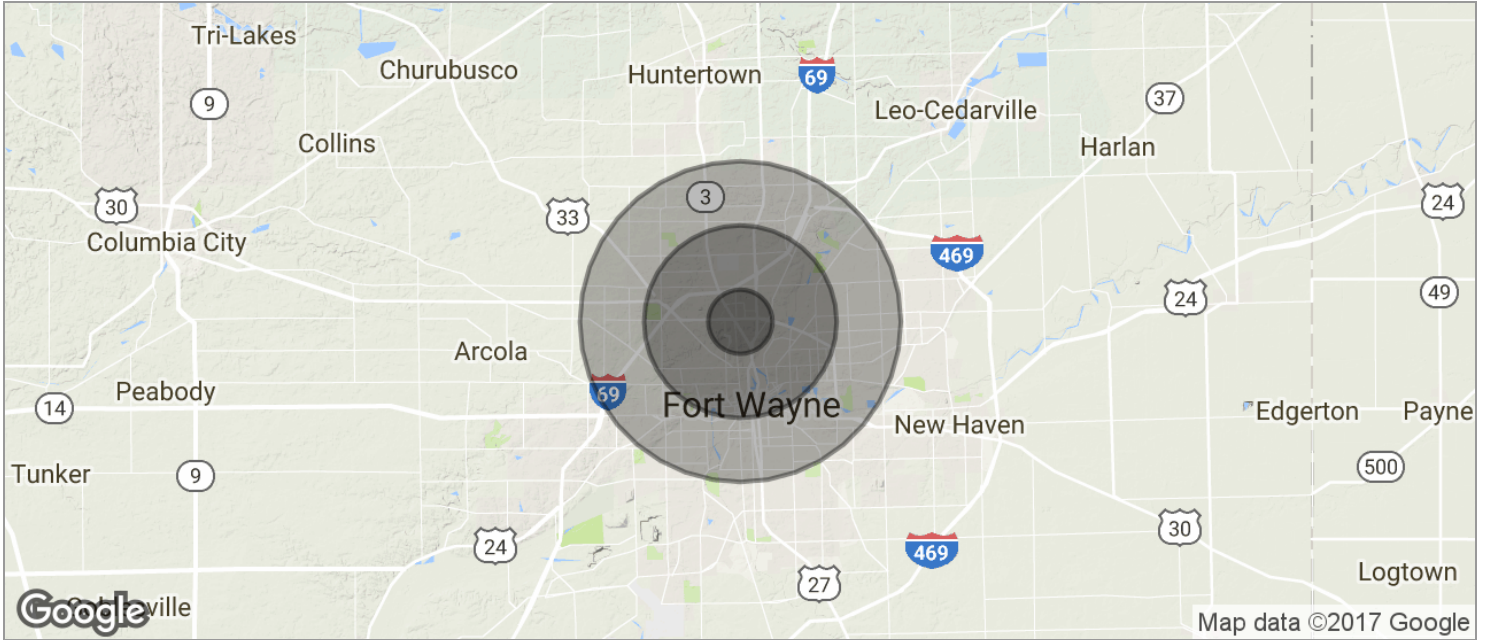 Tri-Lakes
Churubusco
Huntertown
69
9
37
Leo-Cedarville
Collins
Harlan
30
3
33
24
Columbia City
469
24
49
Arcola
69
Peabody
14
Fort Wayne
Edgerton
Payne
New Haven
Tunker
9
500
24
30
469
27
Logtown
Google
ville
Map data ©2017 Google